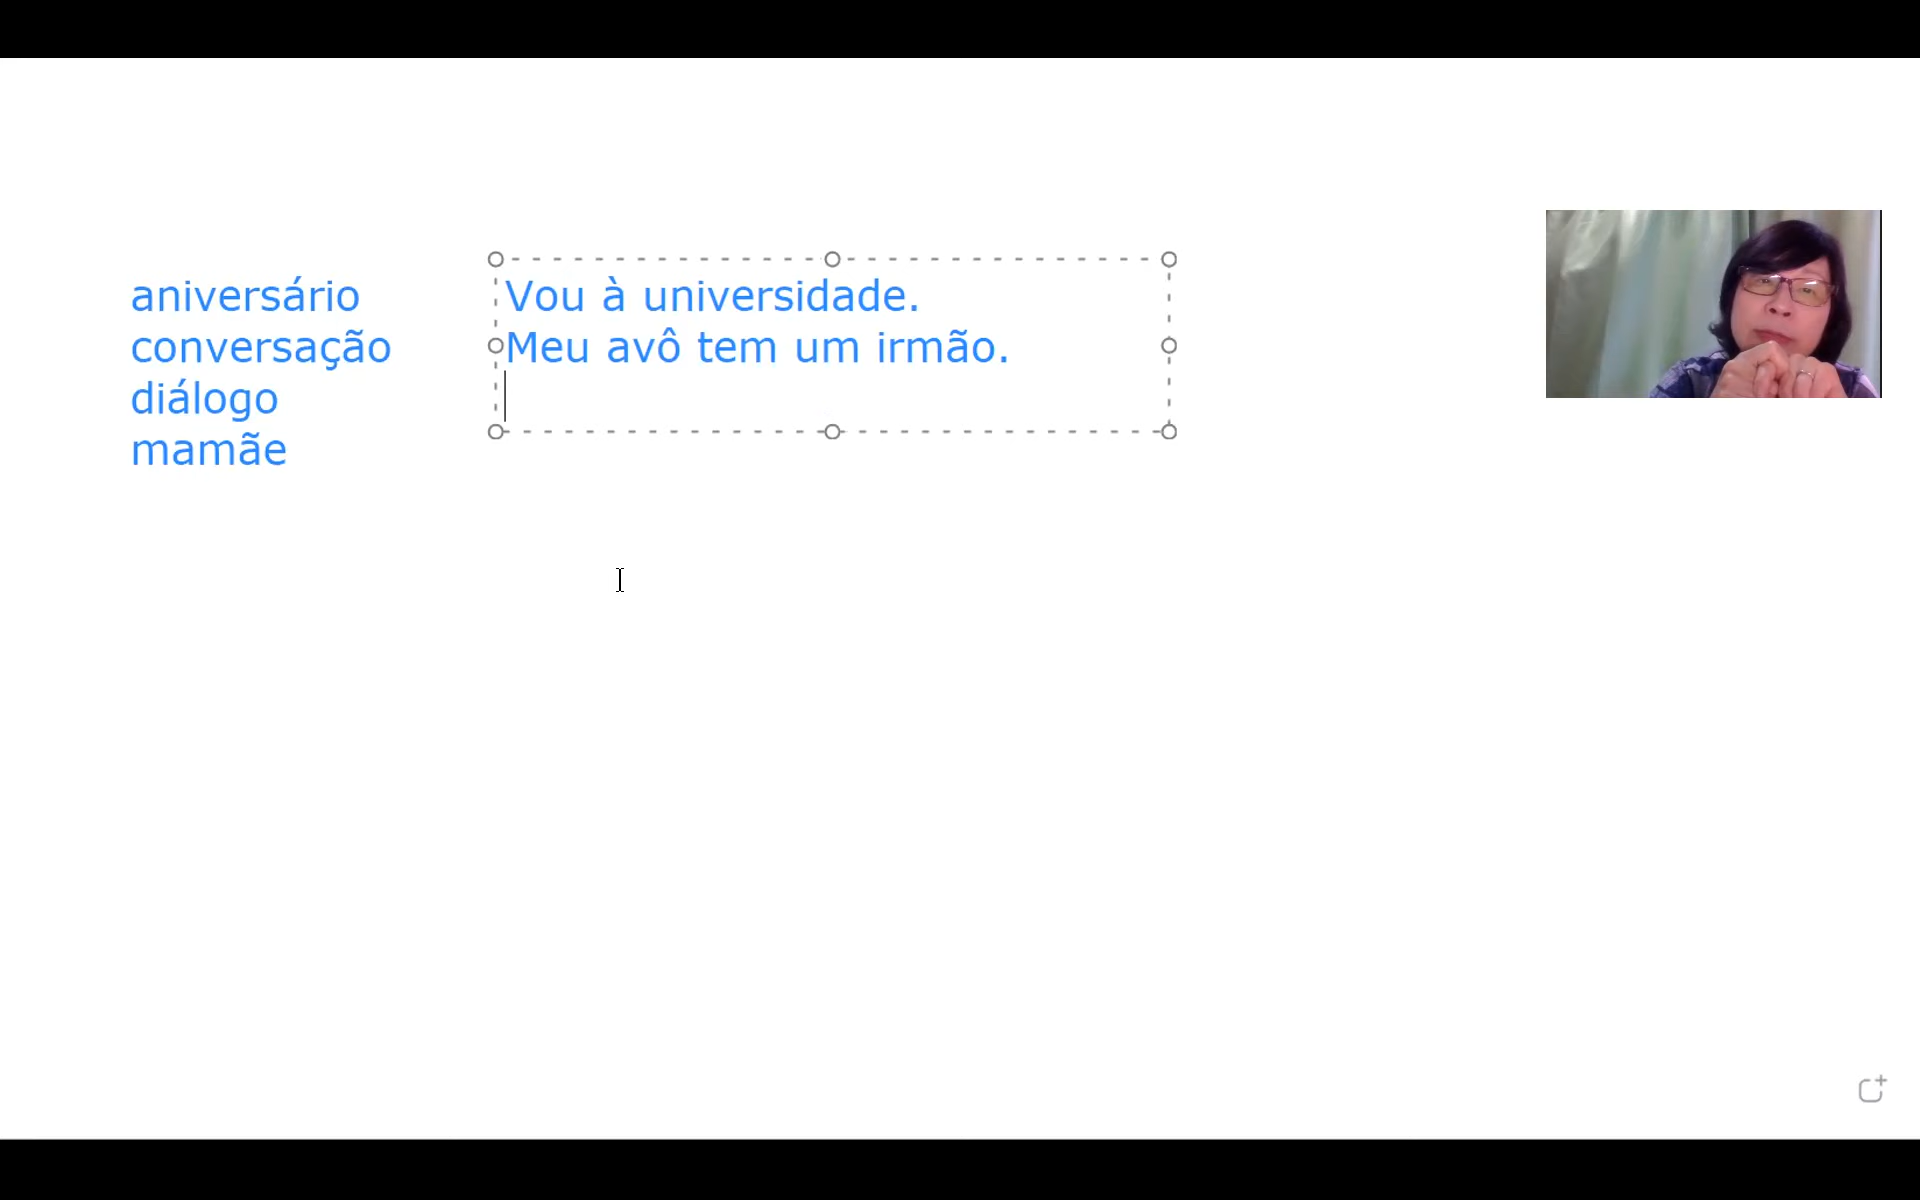 aniversário
conversação
diálogo
mamãe
Vou à universidade.
Meu avô tem um irmão.